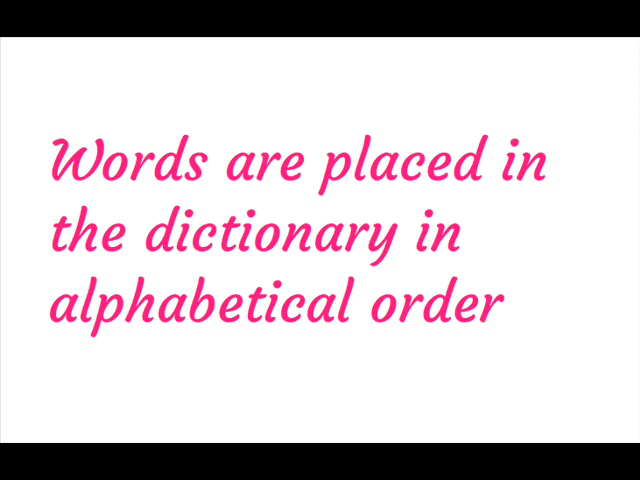 Words are placed in
the dictionary in
alphabetical order